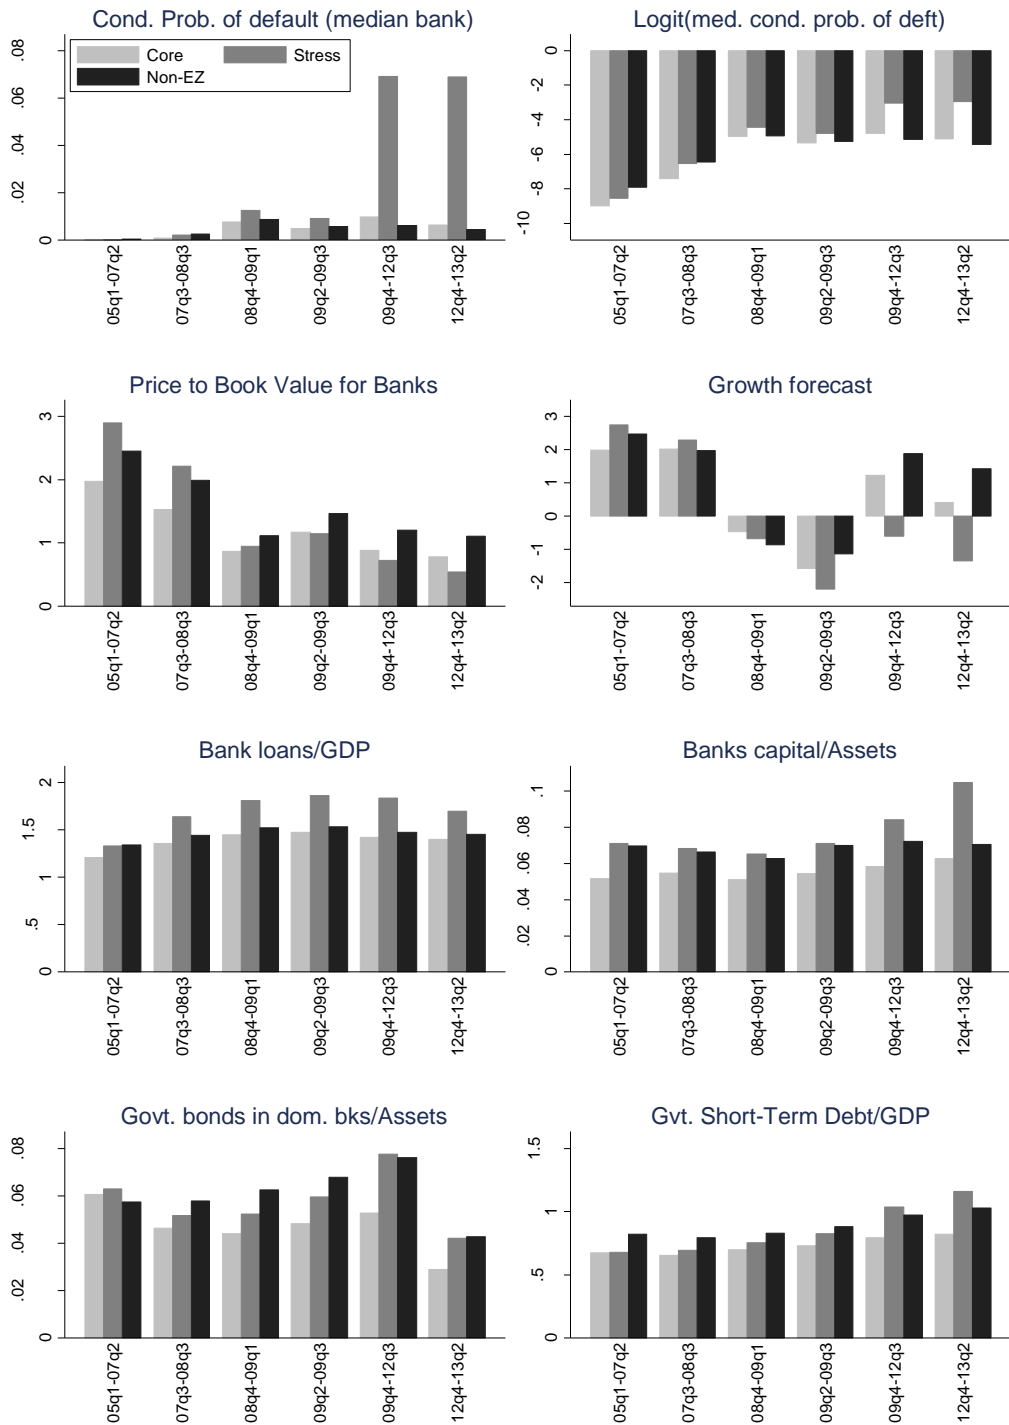 Cond. Prob. of default (median bank)
.08
.06
.04
.02
0
Core
Stress
Non-EZ
05q1-07q2
07q3-08q3
08q4-09q1
09q2-09q3
09q4-12q3
12q4-13q2
Logit(med. cond. prob. of deft)
0
-2
-4
-6
-8
-10
05q1-07q2
07q3-08q3
08q4-09q1
09q2-09q3
09q4-12q3
12q4-13q2
Price to Book Value for Banks
3
2
1
0
05q1-07q2
07q3-08q3
08q4-09q1
09q2-09q3
09q4-12q3
12q4-13q2
Growth forecast
3
2
1
0
-1
-2
05q1-07q2
07q3-08q3
08q4-09q1
09q2-09q3
09q4-12q3
12q4-13q2
Bank loans/GDP
2
1.5
1
.5
0
05q1-07q2
07q3-08q3
08q4-09q1
09q2-09q3
09q4-12q3
12q4-13q2
Banks capital/Assets
.1
.08
.06
.04
.02
0
05q1-07q2
07q3-08q3
08q4-09q1
09q2-09q3
09q4-12q3
12q4-13q2
Govt. bonds in dom. bks/Assets
.08
.06
.04
.02
0
05q1-07q2
07q3-08q3
08q4-09q1
09q2-09q3
09q4-12q3
12q4-13q2
Gvt. Short-Term Debt/GDP
1.5
1
.5
0
05q1-07q2
07q3-08q3
08q4-09q1
09q2-09q3
09q4-12q3
12q4-13q2